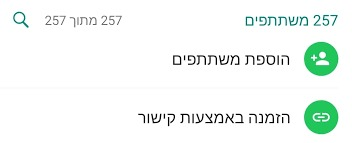 257 משתתפים
257 מתוך 257
הוספת משתתפים
הזמנה באמצעות קישור